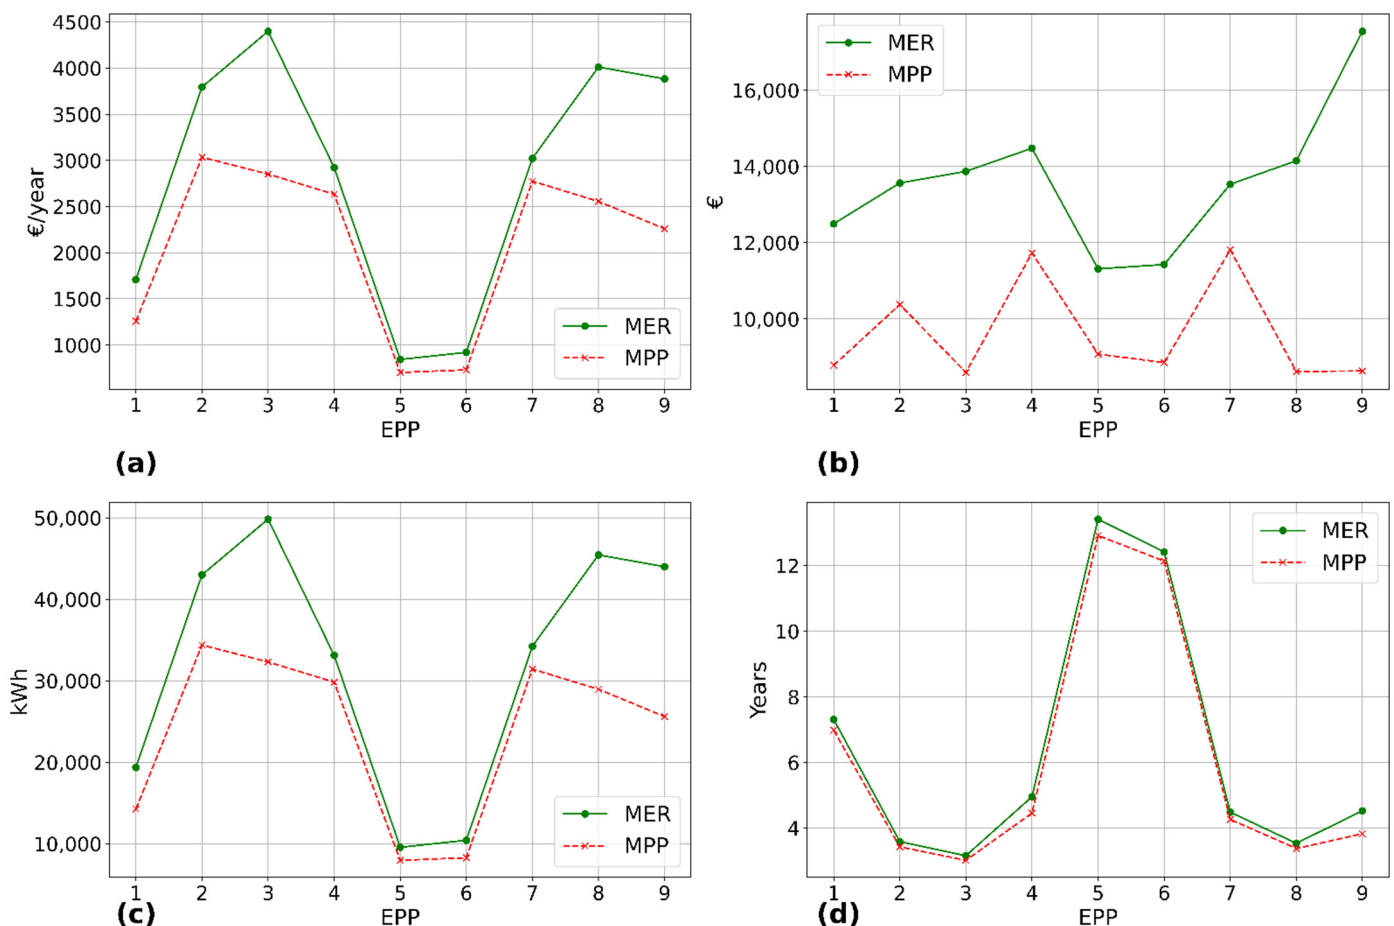 4500
4000
3500
3000
2500
2000
1500
1000
€/year
MER
MPP
1 2 3 4 5 6 7 8 9
EPP
(a)
MER
MPP
16,000
14,000
12,000
10,000
€
1 2 3 4 5 6 7 8 9
EPP
(b)
50,000
40,000
30,000
20,000
10,000
kWh
MER
MPP
1 2 3 4 5 6 7 8 9
EPP
(c)
MER
MPP
12
10
8
6
4
Years
1 2 3 4 5 6 7 8 9
EPP
(d)